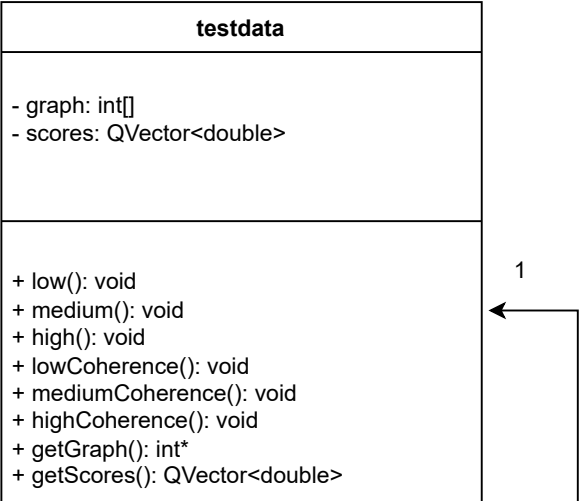 testdata
- graph: int[]
- scores: QVector<double>
1
+ low(): void
+ medium(): void
+ high(): void
+ lowCoherence(): void
+ mediumCoherence(): void
+ highCoherence(): void
+ getGraph(): int*
+ getScores(): QVector<double>